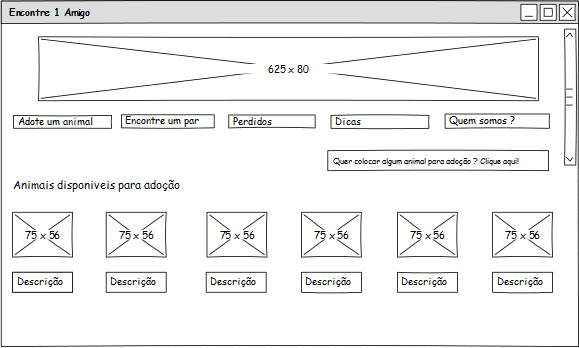 Encontre 1 Amigo
625 x 80
Adote um animal
Encontre um par
Perdidos
Dicas
Quem somos ?
Quer colocar algum animal para adoção ? Clique aqui!
Animais disponiveis para adoção
75 x 56 75 x 56 75 x 56 75 x 56 75 x 56 75 x 56
Descrição Descrição Descrição Descrição Descrição Descrição